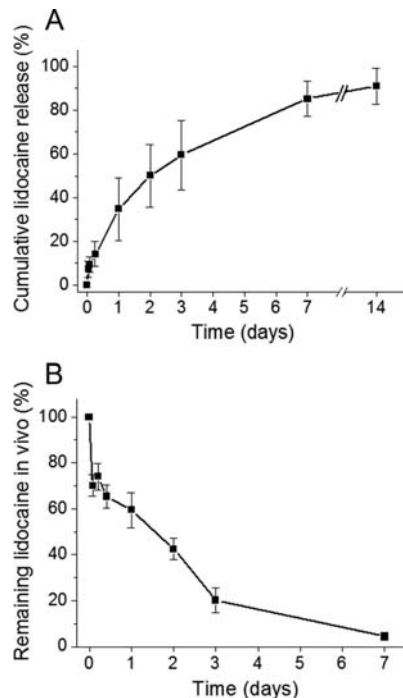 A
Cumulative lidocaine release (%)
100
80
60
40
20
0
0 1 2 3 4 5 6 7 14
Time (days)
B
Remaining lidocaine in vivo (%)
100
80
60
40
20
0
0 1 2 3 4 5 6 7
Time (days)